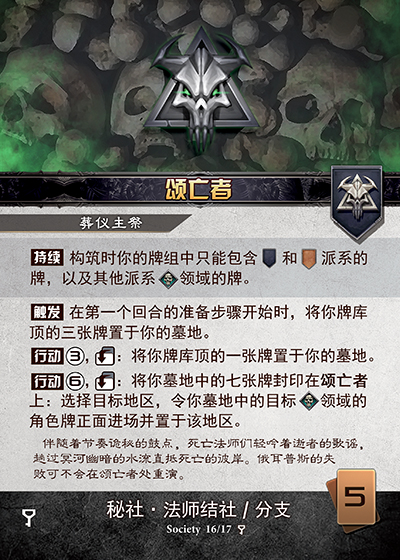 颂亡者
葬仪主祭
持续 构筑时你的牌组中只能包含 和 派系的
牌,以及其他派系 领域的牌。
触发 在第一个回合的准备步骤开始时,将你牌库
顶的三张牌置于你的墓地。
行动 ③, :将你牌库顶的一张牌置于你的墓地。
行动 ⑥, :将你墓地中的七张牌封印在颂亡者
上:选择目标地区,令你墓地中的目标 领域的
角色牌正面进场并置于该地区。
伴随着节奏诡秘的鼓点,死亡法师们轻吟着逝者的歌谣,
越过冥河幽暗的水流直抵死亡的彼岸。俄耳普斯的失
败可不会在颂亡者处重演。
5
秘社·法师结社 / 分支
Society 16/17